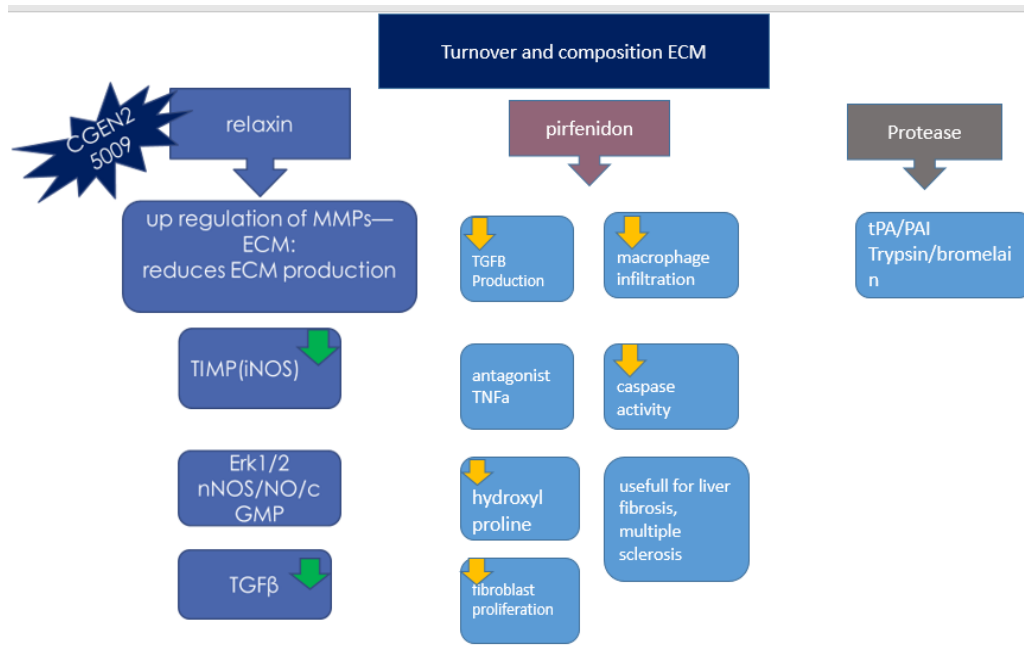 Turnover and composition ECM
CGEN2
5009
relaxin
up regulation of MMPs—
ECM:
reduces ECM production
TIMP(iNOS)
Erk1/2
nNOS/NO/c
GMP
TGFβ
pirfenidon
TGFB
Production
macrophage
infiltration
antagonist
TNFa
caspase
activity
hydroxyl
proline
usefull for liver
fibrosis,
multiple
sclerosis
fibroblast
proliferation
Protease
tPA/PAI
Trypsin/bromelai
n